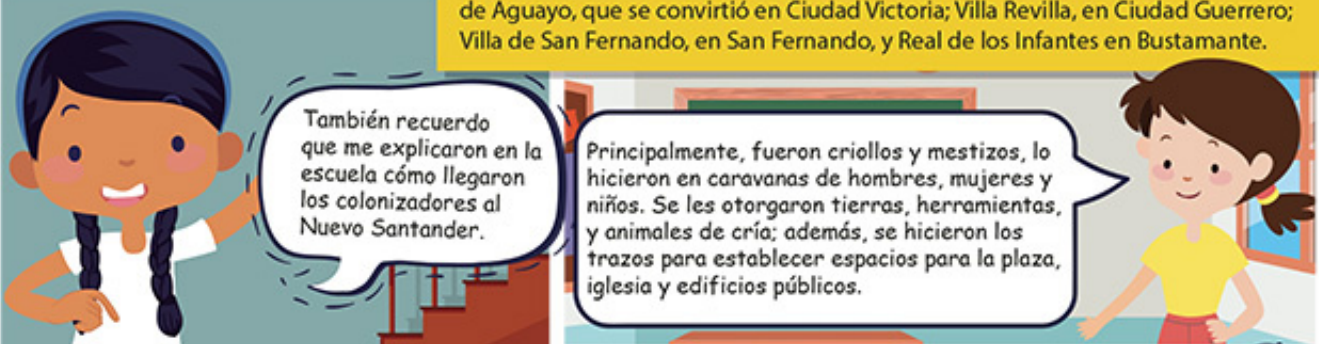 de Aguayo, que se convirtió en Ciudad Victoria; Villa Revilla, en Ciudad Guerrero;
Villa de San Fernando, en San Fernando, y Real de los Infantes en Bustamante.
También recuerdo
que me explicaron en la
escuela cómo llegaron
los colonizadores al
Nuevo Santander.
Principalmente, fueron criollos y mestizos, lo
hicieron en caravanas de hombres, mujeres y
niños. Se les otorgaron tierras, herramientas,
y animales de cría; además, se hicieron los
trazos para establecer espacios para la plaza,
iglesia y edificios públicos.